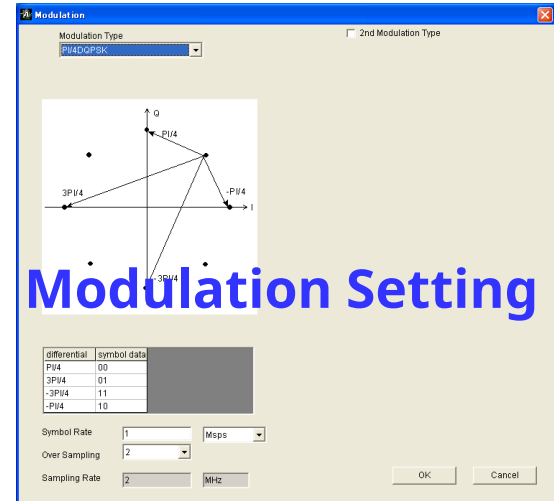 Modulation
Modulation Type
2nd Modulation Type
PI/4DQPSK
Q
PI/4
3PI/4
-PI/4
I
-3PI/4
Modulation Setting
differential symbol data
PI/4 00
3PI/4 01
-3PI/4 11
-PI/4 10
Symbol Rate 1 Msps
Over Sampling 2
Sampling Rate 2 MHz
OK Cancel